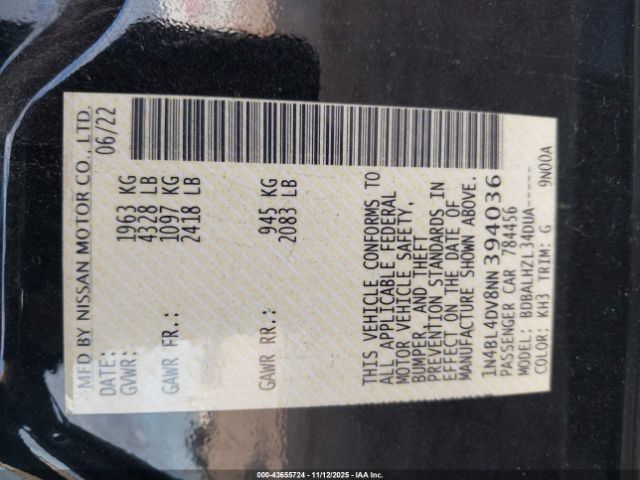 MFD BY NISSAN MOTOR CO., LTD.
DATE: 06/22
GVWR: 1963 KG
4328 LB
GAWR FR.: 1097 KG
2418 LB
GAWR RR.: 945 KG
2083 LB
THIS VEHICLE CONFORMS TO
ALL APPLICABLE FEDERAL
MOTOR VEHICLE SAFETY,
BUMPER, AND THEFT
PREVENTION STANDARDS IN
EFFECT ON THE DATE OF
MANUFACTURE SHOWN ABOVE.
1N4BL4DV8NN394036
PASSENGER CAR 784456
MODEL: BDBALHZL34DUA-----
COLOR: KH3 TRIM: G 9N00A
000-43655724 | 11/12/2025 | IAA Inc.